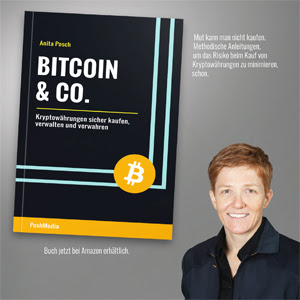 Anita Posch
BITCOIN
& CO.
Kryptowährungen sicher kaufen,
verwalten und verwahren
PoshMedia
Mut kann man nicht kaufen.
Methodische Anleitungen,
um das Risiko beim Kauf von
Kryptowährungen zu minimieren,
schon.
Buch jetzt bei Amazon erhältlich.